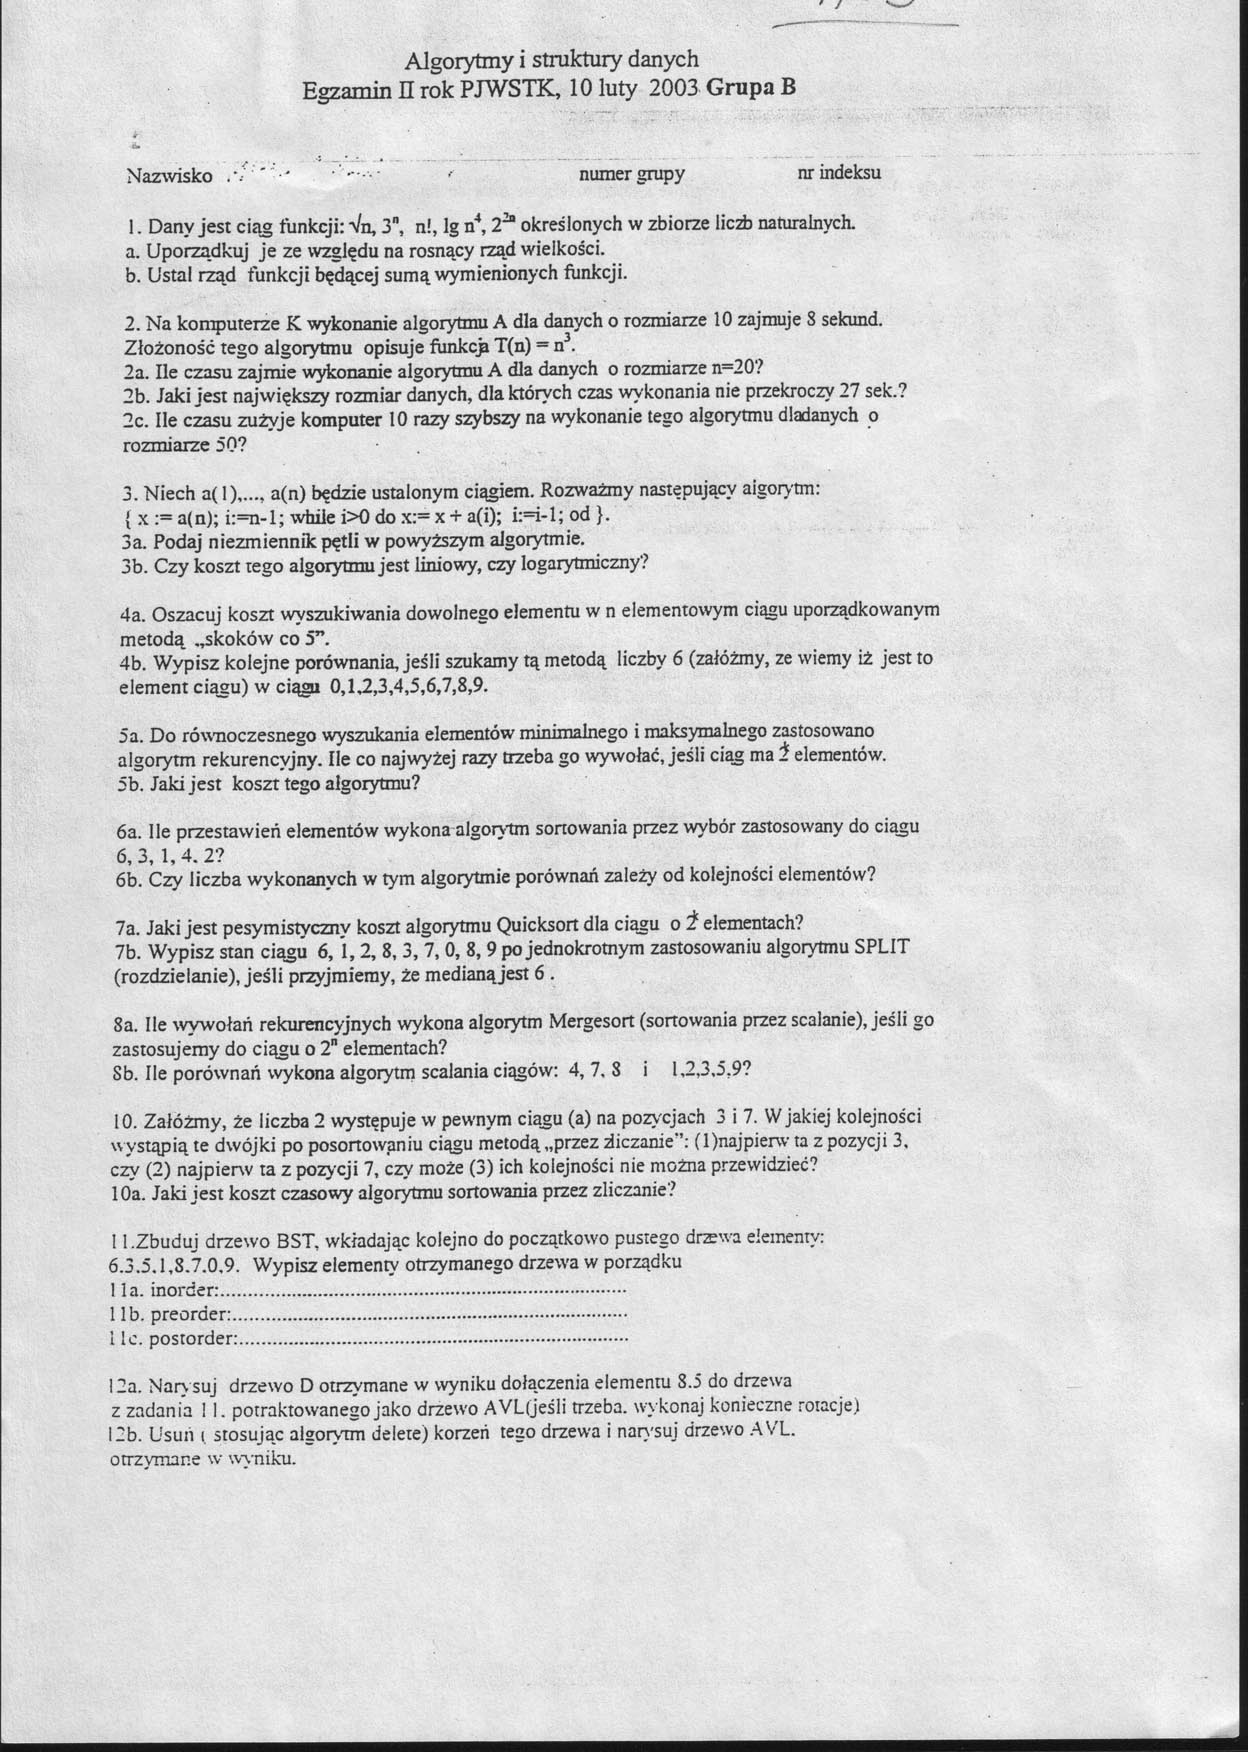 Algorytmy i struktury danych
Egzamin II rok PJWSTK, 10 luty 2003 Grupa B
Nazwisko numer grupy nr indeksu
1. Dany jest ciąg funkcji: √n, 3ⁿ, n!, lg n⁴, 2²ⁿ określonych w zbiorze liczb naturalnych.
a. Uporządkuj je ze względu na rosnący rząd wielkości.
b. Ustal rząd funkcji będącej sumą wymienionych funkcji.
2. Na komputerze K wykonanie algorytmu A dla danych o rozmiarze 10 zajmuje 8 sekund.
Złożoność tego algorytmu opisuje funkcja T(n) = n³.
2a. Ile czasu zajmie wykonanie algorytmu A dla danych o rozmiarze n=20?
2b. Jaki jest największy rozmiar danych, dla których czas wykonania nie przekroczy 27 sek.?
2c. Ile czasu zużyje komputer 10 razy szybszy na wykonanie tego algorytmu dladanych o
rozmiarze 50?
3. Niech a(1),..., a(n) będzie ustalonym ciągiem. Rozważmy następujący algorytm:
{ x := a(n); i:=n-1; while i>0 do x:= x + a(i); i:=i-1; od }.
3a. Podaj niezmiennik pętli w powyższym algorytmie.
3b. Czy koszt tego algorytmu jest liniowy, czy logarytmiczny?
4a. Oszacuj koszt wyszukiwania dowolnego elementu w n elementowym ciągu uporządkowanym
metodą „skoków co 5”.
4b. Wypisz kolejne porównania, jeśli szukamy tą metodą liczby 6 (załóżmy, ze wiemy iż jest to
element ciągu) w ciągu 0,1,2,3,4,5,6,7,8,9.
5a. Do równoczesnego wyszukania elementów minimalnego i maksymalnego zastosowano
algorytm rekurencyjny. Ile co najwyżej razy trzeba go wywołać, jeśli ciąg ma elementów.
5b. Jaki jest koszt tego algorytmu?
6a. Ile przestawień elementów wykona algorytm sortowania przez wybór zastosowany do ciągu
6, 3, 1, 4, 2?
6b. Czy liczba wykonanych w tym algorytmie porównań zależy od kolejności elementów?
7a. Jaki jest pesymistyczny koszt algorytmu Quicksort dla ciągu o elementach?
7b. Wypisz stan ciągu 6, 1, 2, 8, 3, 7, 0, 8, 9 po jednokrotnym zastosowaniu algorytmu SPLIT
(rozdzielanie), jeśli przyjmiemy, że medianą jest 6 .
8a. Ile wywołań rekurencyjnych wykona algorytm Mergesort (sortowania przez scalanie), jeśli go
zastosujemy do ciągu o 2ⁿ elementach?
8b. Ile porównań wykona algorytm scalania ciągów: 4, 7, 8 i 1,2,3,5,9?
10. Załóżmy, że liczba 2 występuje w pewnym ciągu (a) na pozycjach 3 i 7. W jakiej kolejności
wystąpią te dwójki po posortowaniu ciągu metodą „przez zliczanie”: (1)najpierw ta z pozycji 3,
czy (2) najpierw ta z pozycji 7, czy może (3) ich kolejności nie można przewidzieć?
10a. Jaki jest koszt czasowy algorytmu sortowania przez zliczanie?
11.Zbuduj drzewo BST, wkładając kolejno do początkowo pustego drzewa elementy:
6,3,5,1,8,7,0,9. Wypisz elementy otrzymanego drzewa w porządku
11a. inorder:..........................................................................
11b. preorder:........................................................................
11c. postorder:.......................................................................
12a. Narysuj drzewo D otrzymane w wyniku dołączenia elementu 8.5 do drzewa
z zadania 11. potraktowanego jako drzewo AVL(jeśli trzeba, wykonaj konieczne rotacje)
12b. Usuń ( stosując algorytm delete) korzeń tego drzewa i narysuj drzewo AVL.
otrzymane w wyniku.